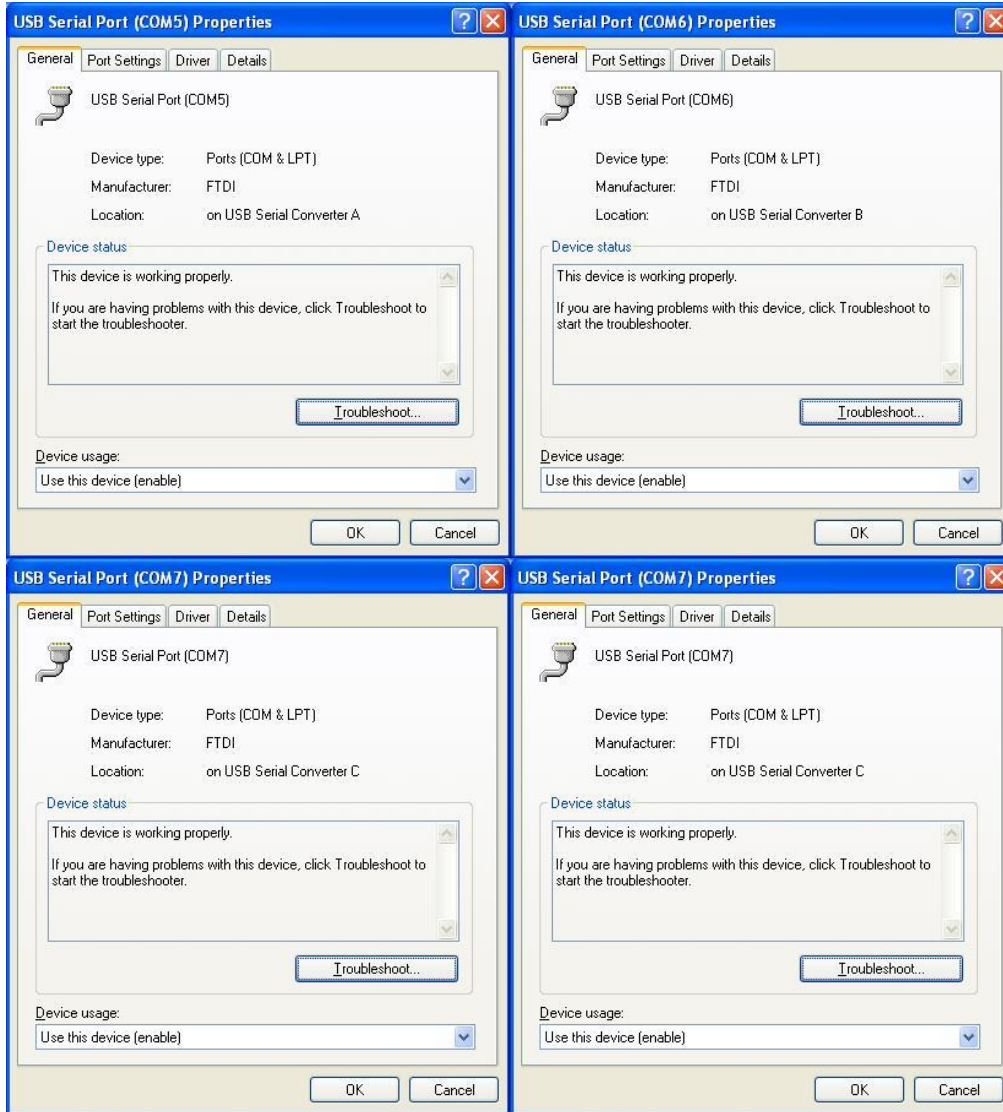 USB Serial Port (COM5) Properties
General Port Settings Driver Details
USB Serial Port (COM5)
Device type: Ports (COM & LPT)
Manufacturer: FTDI
Location: on USB Serial Converter A
Device status
This device is working properly.
If you are having problems with this device, click Troubleshoot to
start the troubleshooter.
Troubleshoot...
Device usage:
Use this device (enable)
OK Cancel
USB Serial Port (COM6) Properties
General Port Settings Driver Details
USB Serial Port (COM6)
Device type: Ports (COM & LPT)
Manufacturer: FTDI
Location: on USB Serial Converter B
Device status
This device is working properly.
If you are having problems with this device, click Troubleshoot to
start the troubleshooter.
Troubleshoot...
Device usage:
Use this device (enable)
OK Cancel
USB Serial Port (COM7) Properties
General Port Settings Driver Details
USB Serial Port (COM7)
Device type: Ports (COM & LPT)
Manufacturer: FTDI
Location: on USB Serial Converter C
Device status
This device is working properly.
If you are having problems with this device, click Troubleshoot to
start the troubleshooter.
Troubleshoot...
Device usage:
Use this device (enable)
OK Cancel
USB Serial Port (COM7) Properties
General Port Settings Driver Details
USB Serial Port (COM7)
Device type: Ports (COM & LPT)
Manufacturer: FTDI
Location: on USB Serial Converter C
Device status
This device is working properly.
If you are having problems with this device, click Troubleshoot to
start the troubleshooter.
Troubleshoot...
Device usage:
Use this device (enable)
OK Cancel